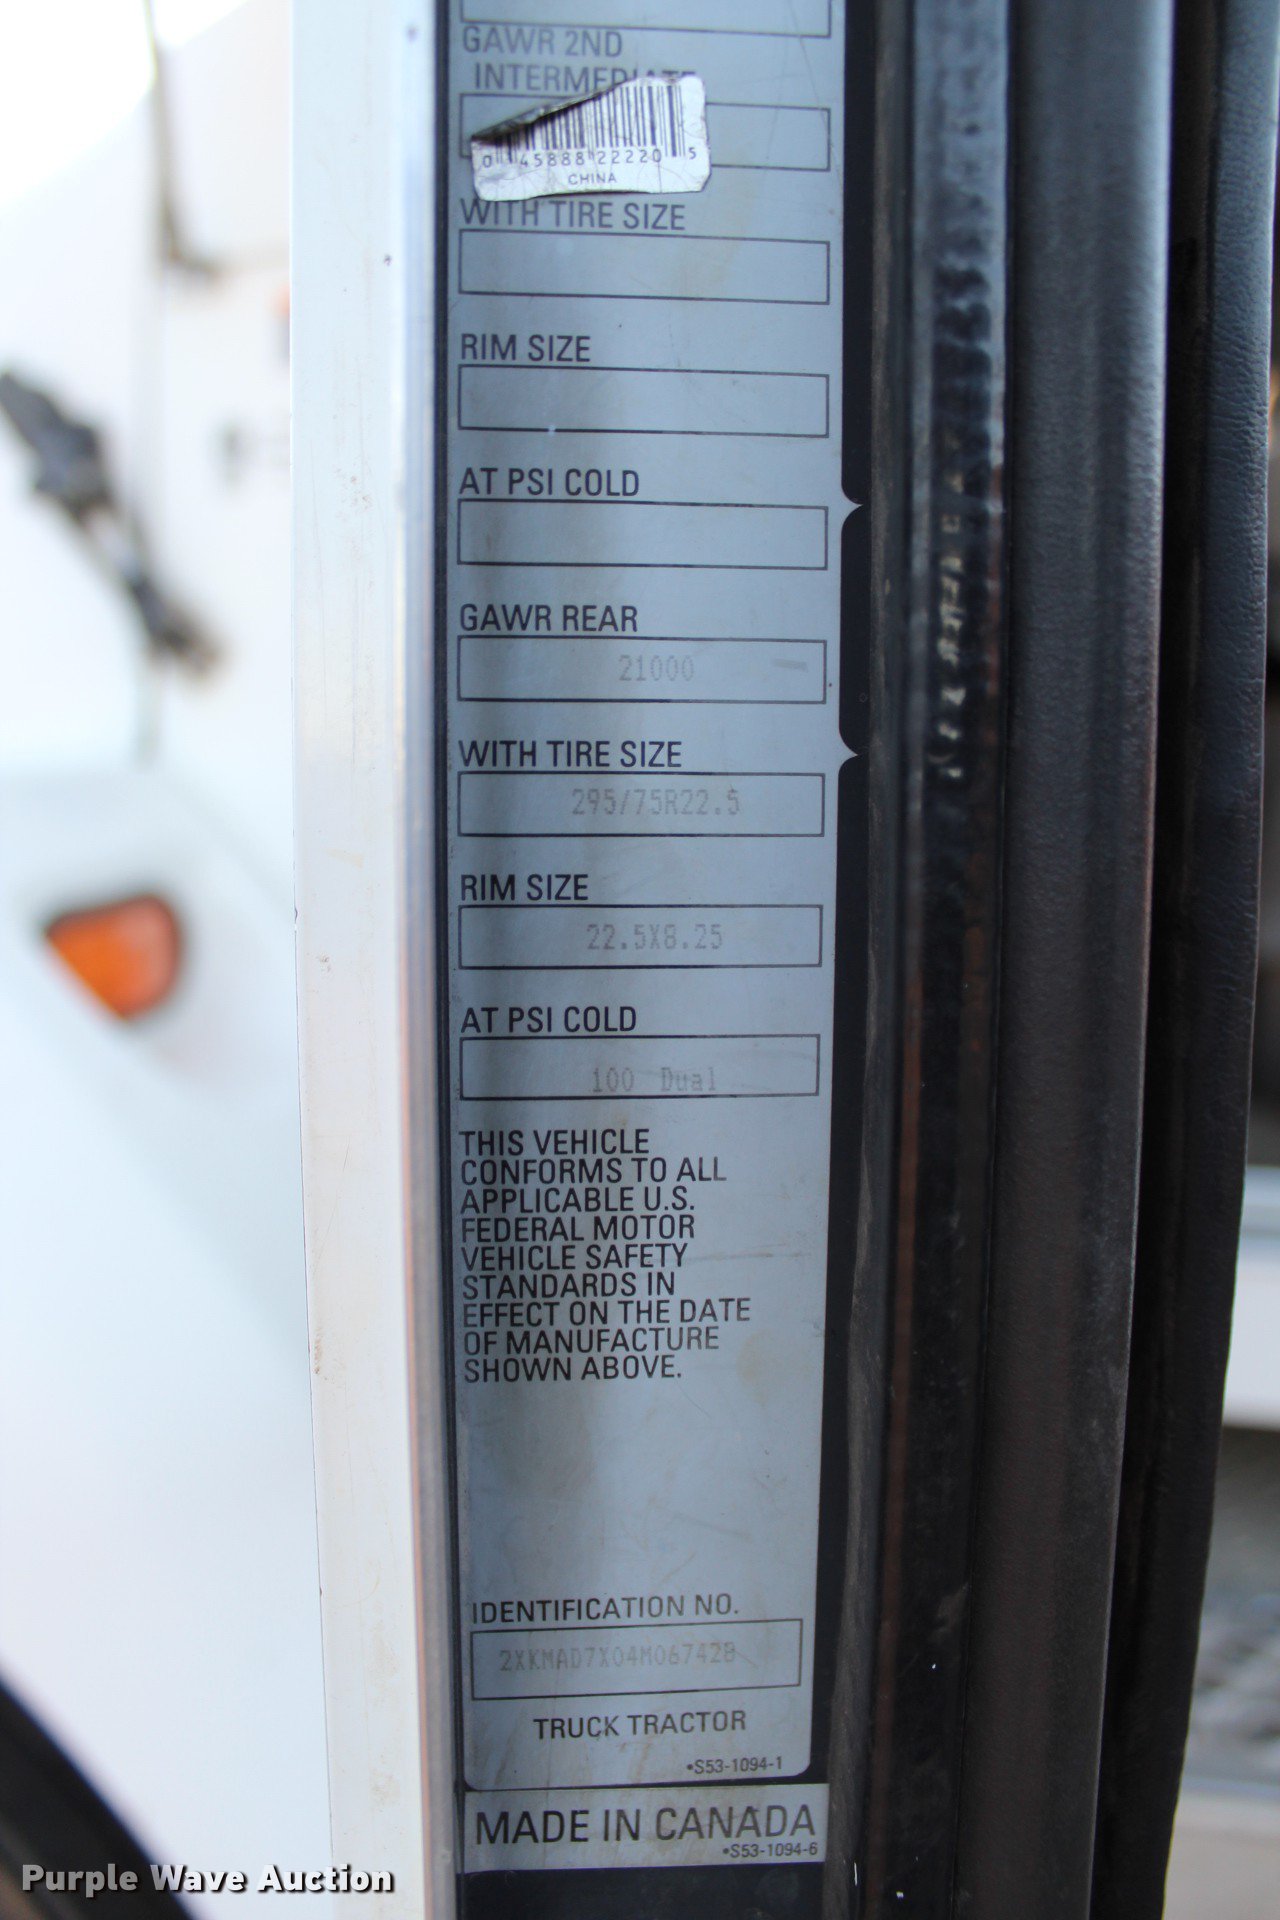 GAWR 2ND
INTERMEDIATE
0 45888 22220 5
CHINA
WITH TIRE SIZE
RIM SIZE
AT PSI COLD
GAWR REAR
21000
WITH TIRE SIZE
295/75R22.5
RIM SIZE
22.5X8.25
AT PSI COLD
100 Dual
THIS VEHICLE
CONFORMS TO ALL
APPLICABLE U.S.
FEDERAL MOTOR
VEHICLE SAFETY
STANDARDS IN
EFFECT ON THE DATE
OF MANUFACTURE
SHOWN ABOVE.
IDENTIFICATION NO.
2XKMAD7X04M067428
TRUCK TRACTOR
•S53-1094-1
MADE IN CANADA
•S53-1094-6
Purple Wave Auction